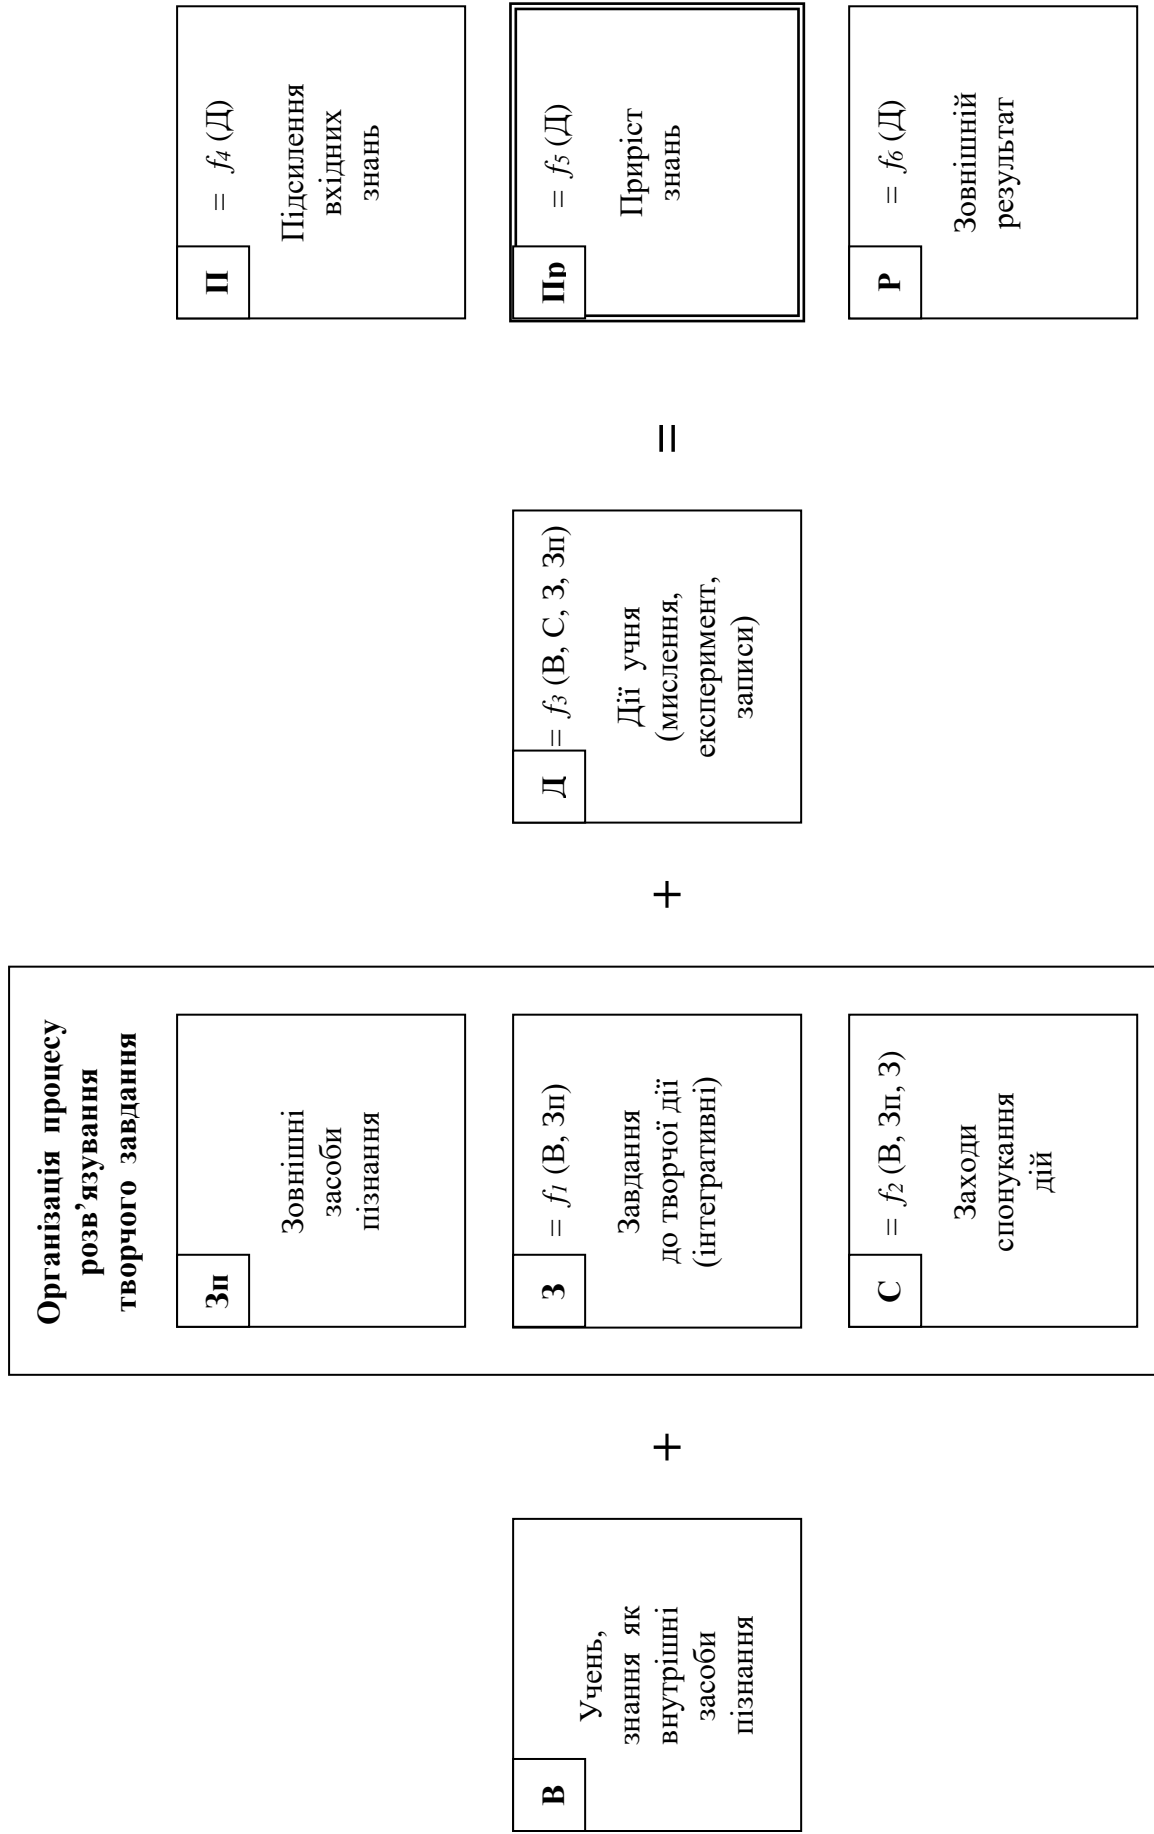 В
Учень,
знання як
внутрішні
засоби
пізнання
+
Організація процесу
розв’язування
творчого завдання
Зп
Зовнішні
засоби
пізнання
З = f1 (В, Зп)
Завдання
до творчої дії
(інтегративні)
С = f2 (В, Зп, З)
Заходи
спонукання
дій
+
Д = f3 (В, С, З, Зп)
Дії учня
(мислення,
експеримент,
записи)
=
П = f4 (Д)
Підсилення
вхідних
знань
Пр = f5 (Д)
Приріст
знань
Р = f6 (Д)
Зовнішній
результат